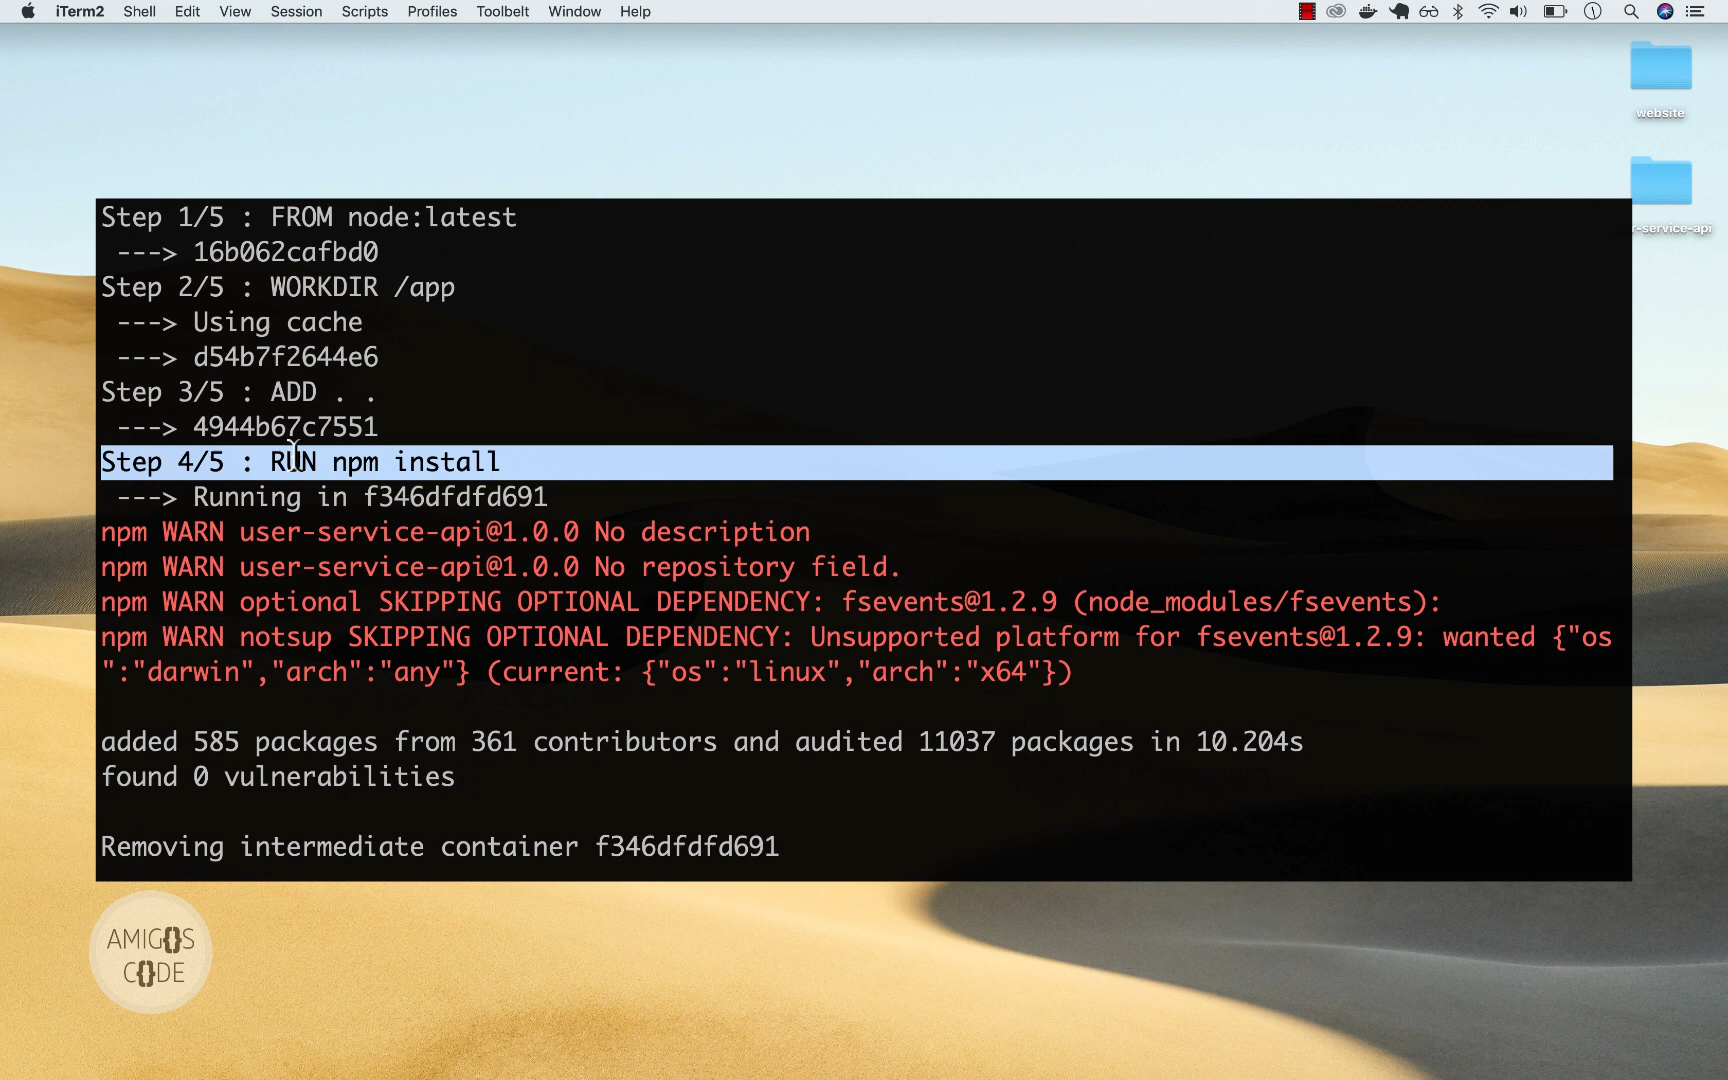 iTerm2 Shell Edit View Session Scripts Profiles Toolbelt Window Help
website
r-service-api
Step 1/5 : FROM node:latest
---> 16b062cafbd0
Step 2/5 : WORKDIR /app
---> Using cache
---> d54b7f2644e6
Step 3/5 : ADD . .
---> 4944b67c7551
Step 4/5 : RUN npm install
---> Running in f346dfdfd691
npm WARN user-service-api@1.0.0 No description
npm WARN user-service-api@1.0.0 No repository field.
npm WARN optional SKIPPING OPTIONAL DEPENDENCY: fsevents@1.2.9 (node_modules/fsevents):
npm WARN notsup SKIPPING OPTIONAL DEPENDENCY: Unsupported platform for fsevents@1.2.9: wanted {"os
":"darwin","arch":"any"} (current: {"os":"linux","arch":"x64"})
added 585 packages from 361 contributors and audited 11037 packages in 10.204s
found 0 vulnerabilities
Removing intermediate container f346dfdfd691
AMIG{}S
C{}DE